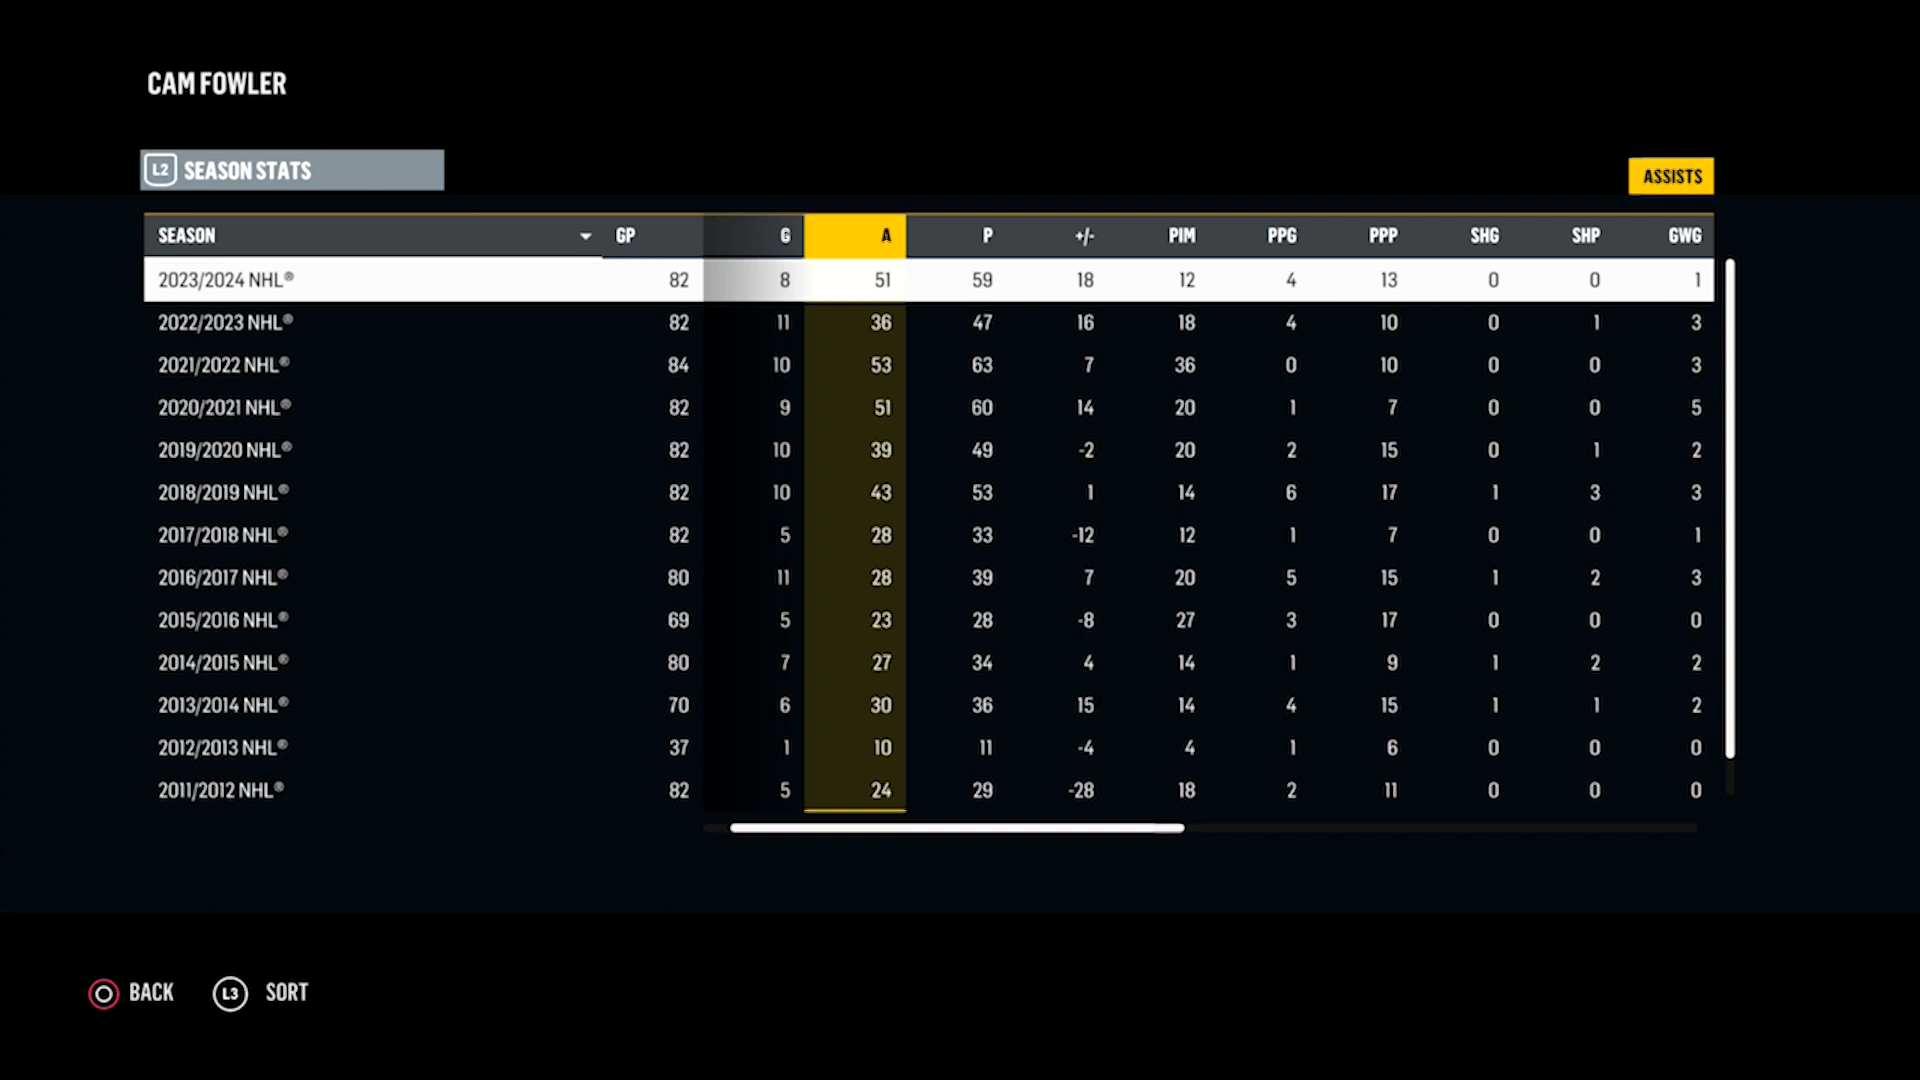 CAM FOWLER
L2 SEASON STATS
ASSISTS
SEASON GP G A P +/- PIM PPG PPP SHG SHP GWG
2023/2024 NHL® 82 8 51 59 18 12 4 13 0 0 1
2022/2023 NHL® 82 11 36 47 16 18 4 10 0 1 3
2021/2022 NHL® 84 10 53 63 7 36 0 10 0 0 3
2020/2021 NHL® 82 9 51 60 14 20 1 7 0 0 5
2019/2020 NHL® 82 10 39 49 -2 20 2 15 0 1 2
2018/2019 NHL® 82 10 43 53 1 14 6 17 1 3 3
2017/2018 NHL® 82 5 28 33 -12 12 1 7 0 0 1
2016/2017 NHL® 80 11 28 39 7 20 5 15 1 2 3
2015/2016 NHL® 69 5 23 28 -8 27 3 17 0 0 0
2014/2015 NHL® 80 7 27 34 4 14 1 9 1 2 2
2013/2014 NHL® 70 6 30 36 15 14 4 15 1 1 2
2012/2013 NHL® 37 1 10 11 -4 4 1 6 0 0 0
2011/2012 NHL® 82 5 24 29 -28 18 2 11 0 0 0
BACK L3 SORT